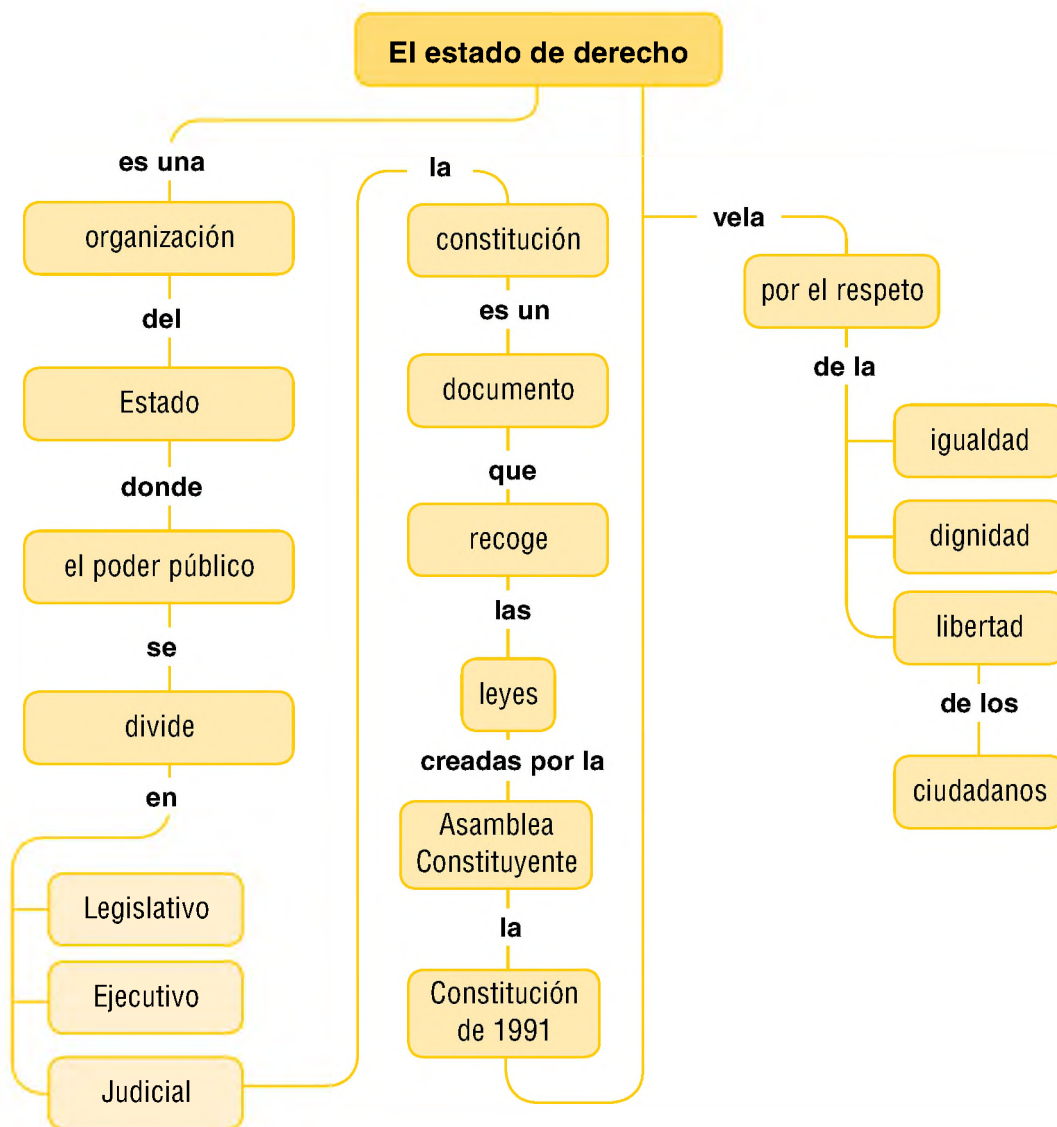 El estado de derecho
es una
organización
del
Estado
donde
el poder público
se
divide
en
Legislativo
Ejecutivo
Judicial
la
constitución
es un
documento
que
recoge
las
leyes
creadas por la
Asamblea
Constituyente
la
Constitución
de 1991
vela
por el respeto
de la
igualdad
dignidad
libertad
de los
ciudadanos